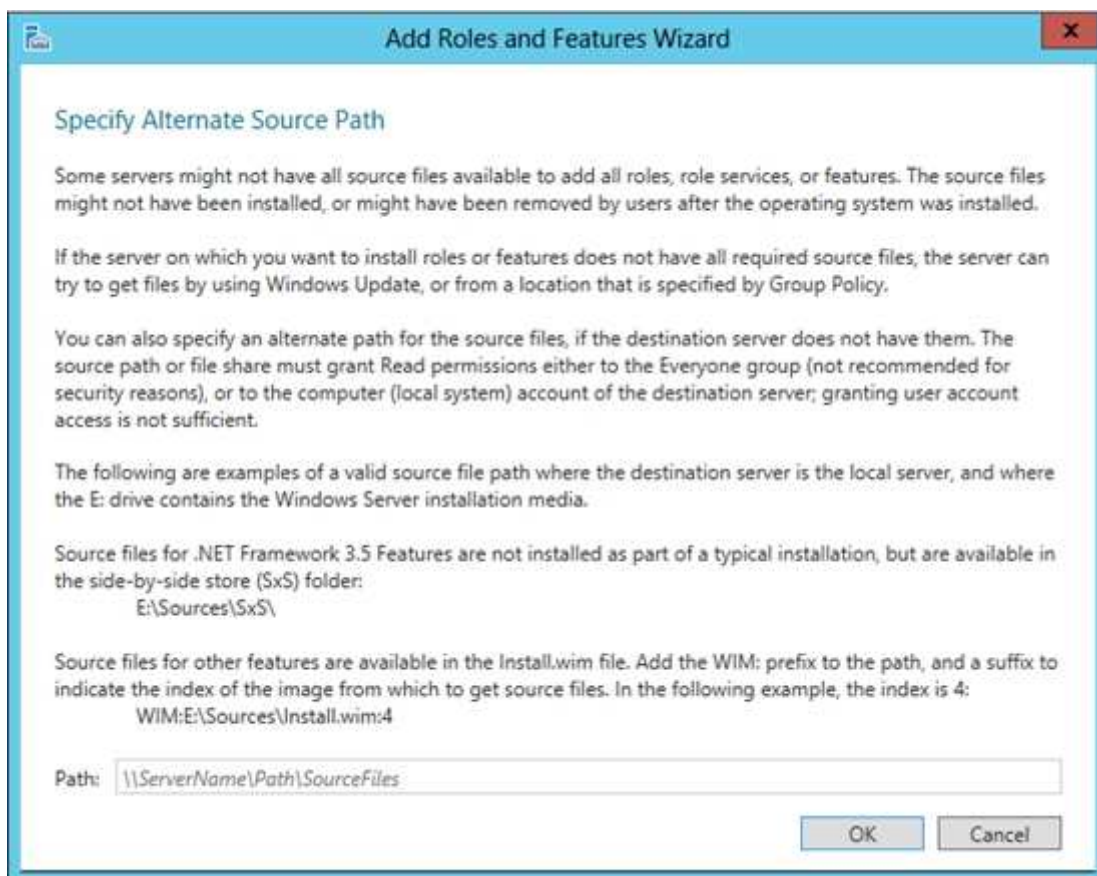 Add Roles and Features Wizard
x
Specify Alternate Source Path
Some servers might not have all source files available to add all roles, role services, or features. The source files
might not have been installed, or might have been removed by users after the operating system was installed.
If the server on which you want to install roles or features does not have all required source files, the server can
try to get files by using Windows Update, or from a location that is specified by Group Policy.
You can also specify an alternate path for the source files, if the destination server does not have them. The
source path or file share must grant Read permissions either to the Everyone group (not recommended for
security reasons), or to the computer (local system) account of the destination server; granting user account
access is not sufficient.
The following are examples of a valid source file path where the destination server is the local server, and where
the E: drive contains the Windows Server installation media.
Source files for .NET Framework 3.5 Features are not installed as part of a typical installation, but are available in
the side-by-side store (SxS) folder:
E:\Sources\SxS\
Source files for other features are available in the Install.wim file. Add the WIM: prefix to the path, and a suffix to
indicate the index of the image from which to get source files. In the following example, the index is 4:
WIM:E:\Sources\Install.wim:4
Path: \\ServerName\Path\SourceFiles
OK Cancel